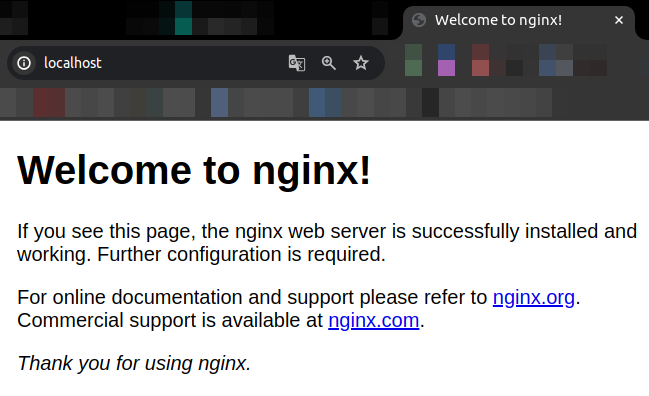 Welcome to nginx!
localhost
Welcome to nginx!
If you see this page, the nginx web server is successfully installed and
working. Further configuration is required.
For online documentation and support please refer to nginx.org.
Commercial support is available at nginx.com.
Thank you for using nginx.